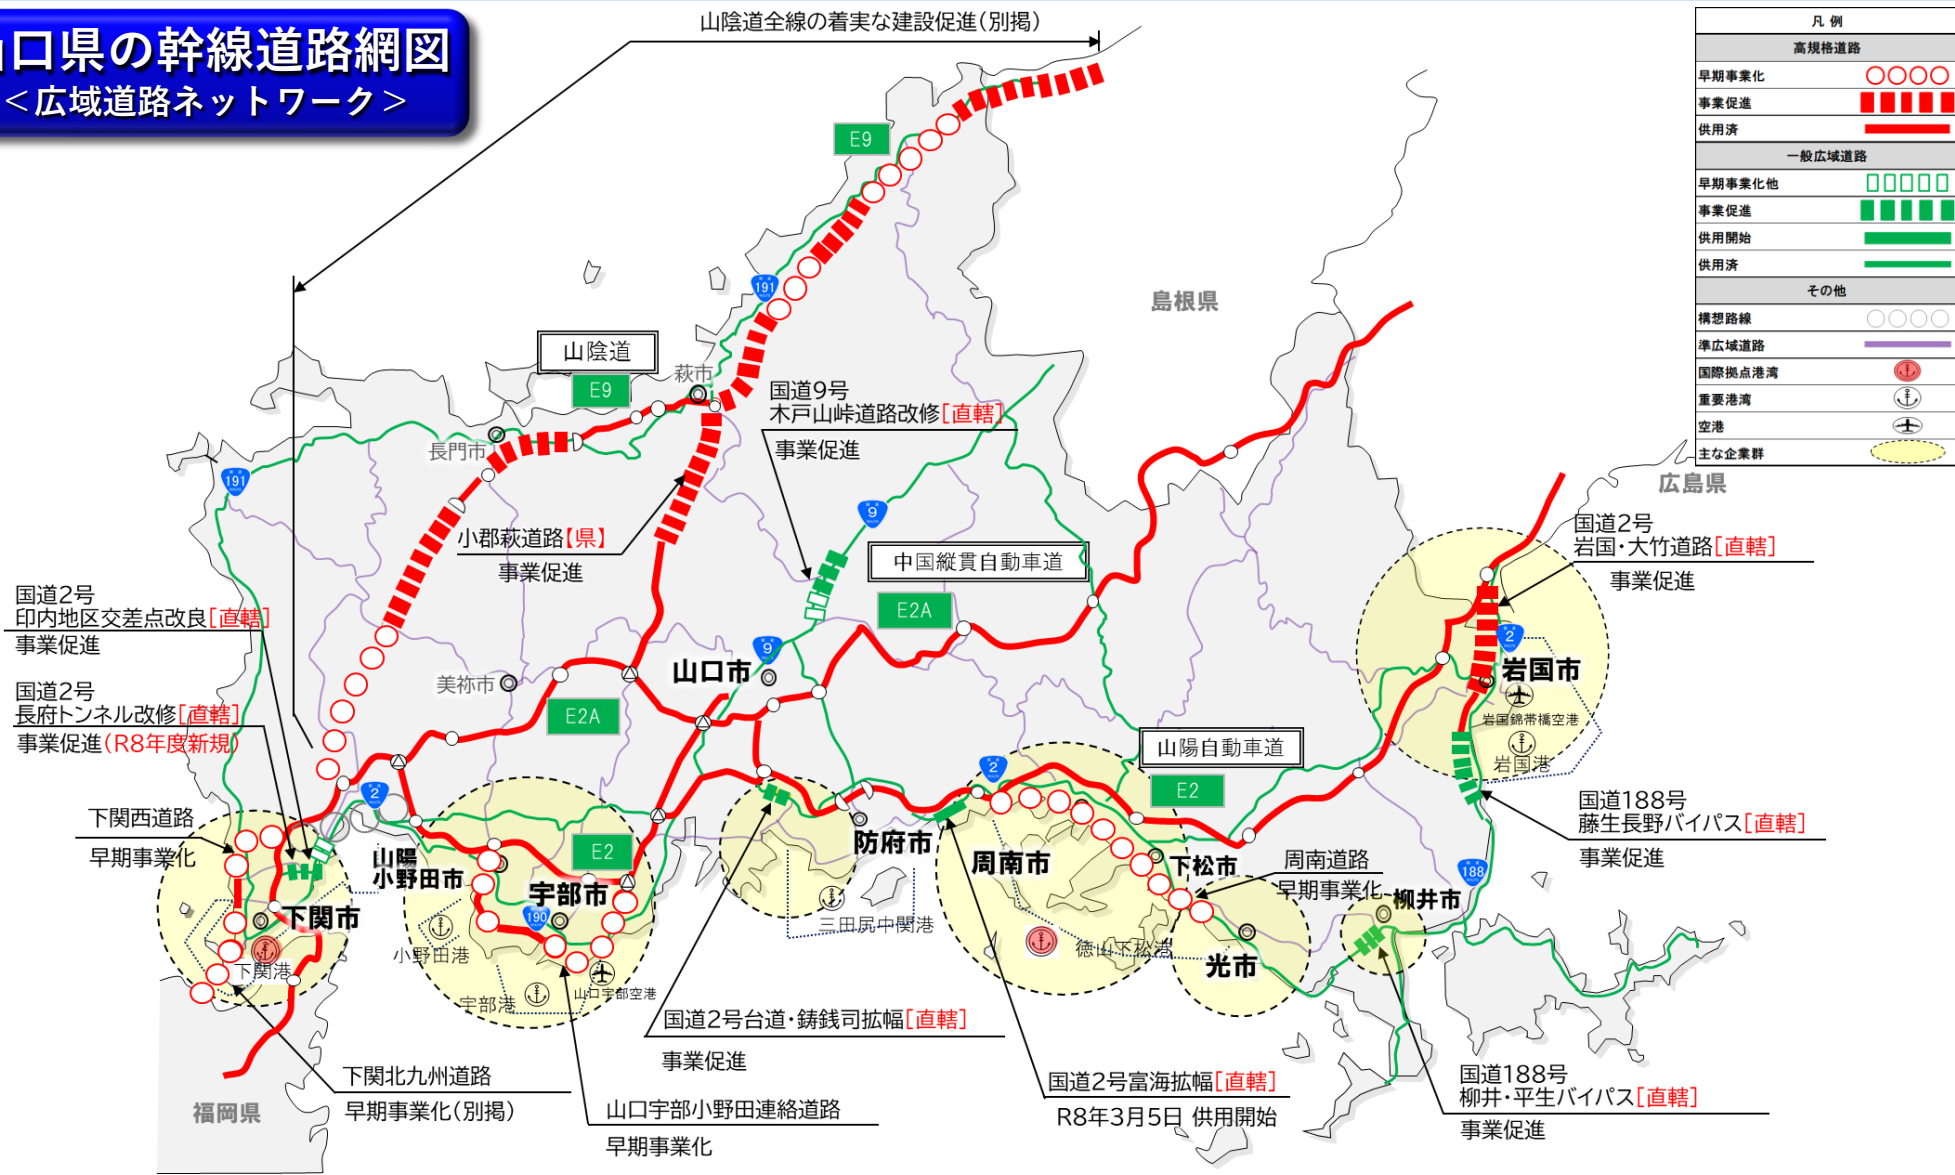 口県の幹線道路網図
＜広域道路ネットワーク＞
山陰道全線の着実な建設促進(別掲)
凡 例
高規格道路
早期事業化
事業促進
供用済
一般広域道路
早期事業化他
事業促進
供用開始
供用済
その他
構想路線
準広域道路
国際拠点港湾
重要港湾
空港
主な企業群
E9
191
島根県
山陰道
E9
萩市
国道9号
木戸山峠道路改修[直轄]
事業促進
長門市
191
広島県
9
小郡萩道路【県】
事業促進
中国縦貫自動車道
E2A
国道2号
岩国・大竹道路[直轄]
事業促進
国道2号
印内地区交差点改良[直轄]
事業促進
9
山口市
2
岩国市
美祢市
国道2号
長府トンネル改修[直轄]
事業促進(R8年度新規)
E2A
岩国錦帯橋空港
岩国港
山陽自動車道
2
E2
2
下関西道路
早期事業化
国道188号
藤生長野バイパス[直轄]
事業促進
山陽
小野田市
E2
防府市
周南市
下松市
周南道路
早期事業化
188
宇部市
190
柳井市
下関市
三田尻中関港
小野田港
徳山下松港
光市
下関港
宇部港
山口宇部空港
国道2号台道・鋳銭司拡幅[直轄]
事業促進
下関北九州道路
早期事業化(別掲)
国道2号富海拡幅[直轄]
R8年3月5日 供用開始
国道188号
柳井・平生バイパス[直轄]
事業促進
福岡県
山口宇部小野田連絡道路
早期事業化